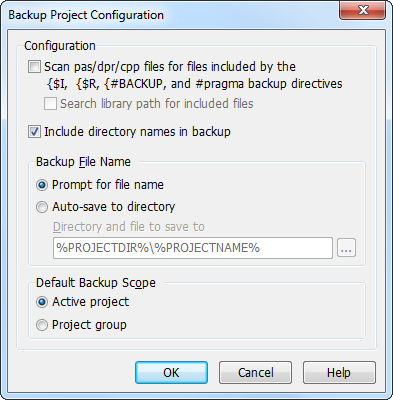 Backup Project Configuration
Configuration
Scan pas/dpr/cpp files for files included by the
{$I, {$R, {#BACKUP, and #pragma backup directives
Search library path for included files
Include directory names in backup
Backup File Name
Prompt for file name
Auto-save to directory
Directory and file to save to
%PROJECTDIR%\%PROJECTNAME%
...
Default Backup Scope
Active project
Project group
OK
Cancel
Help